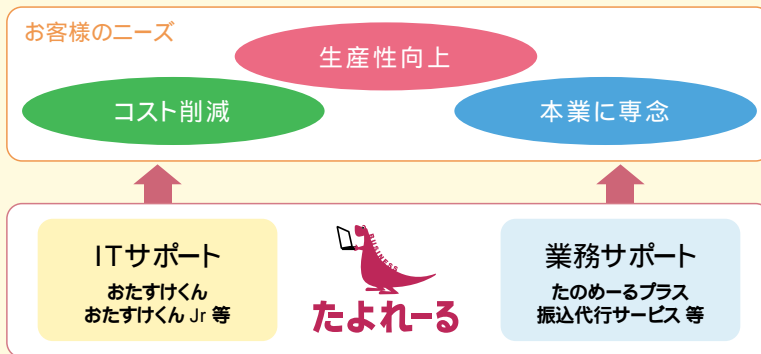 お客様のニーズ
生産性向上
コスト削減
本業に専念
ITサポート
おたすけくん
おたすけくん Jr 等
BUSINESS
たよれーる
業務サポート
たのめーるプラス
振込代行サービス 等